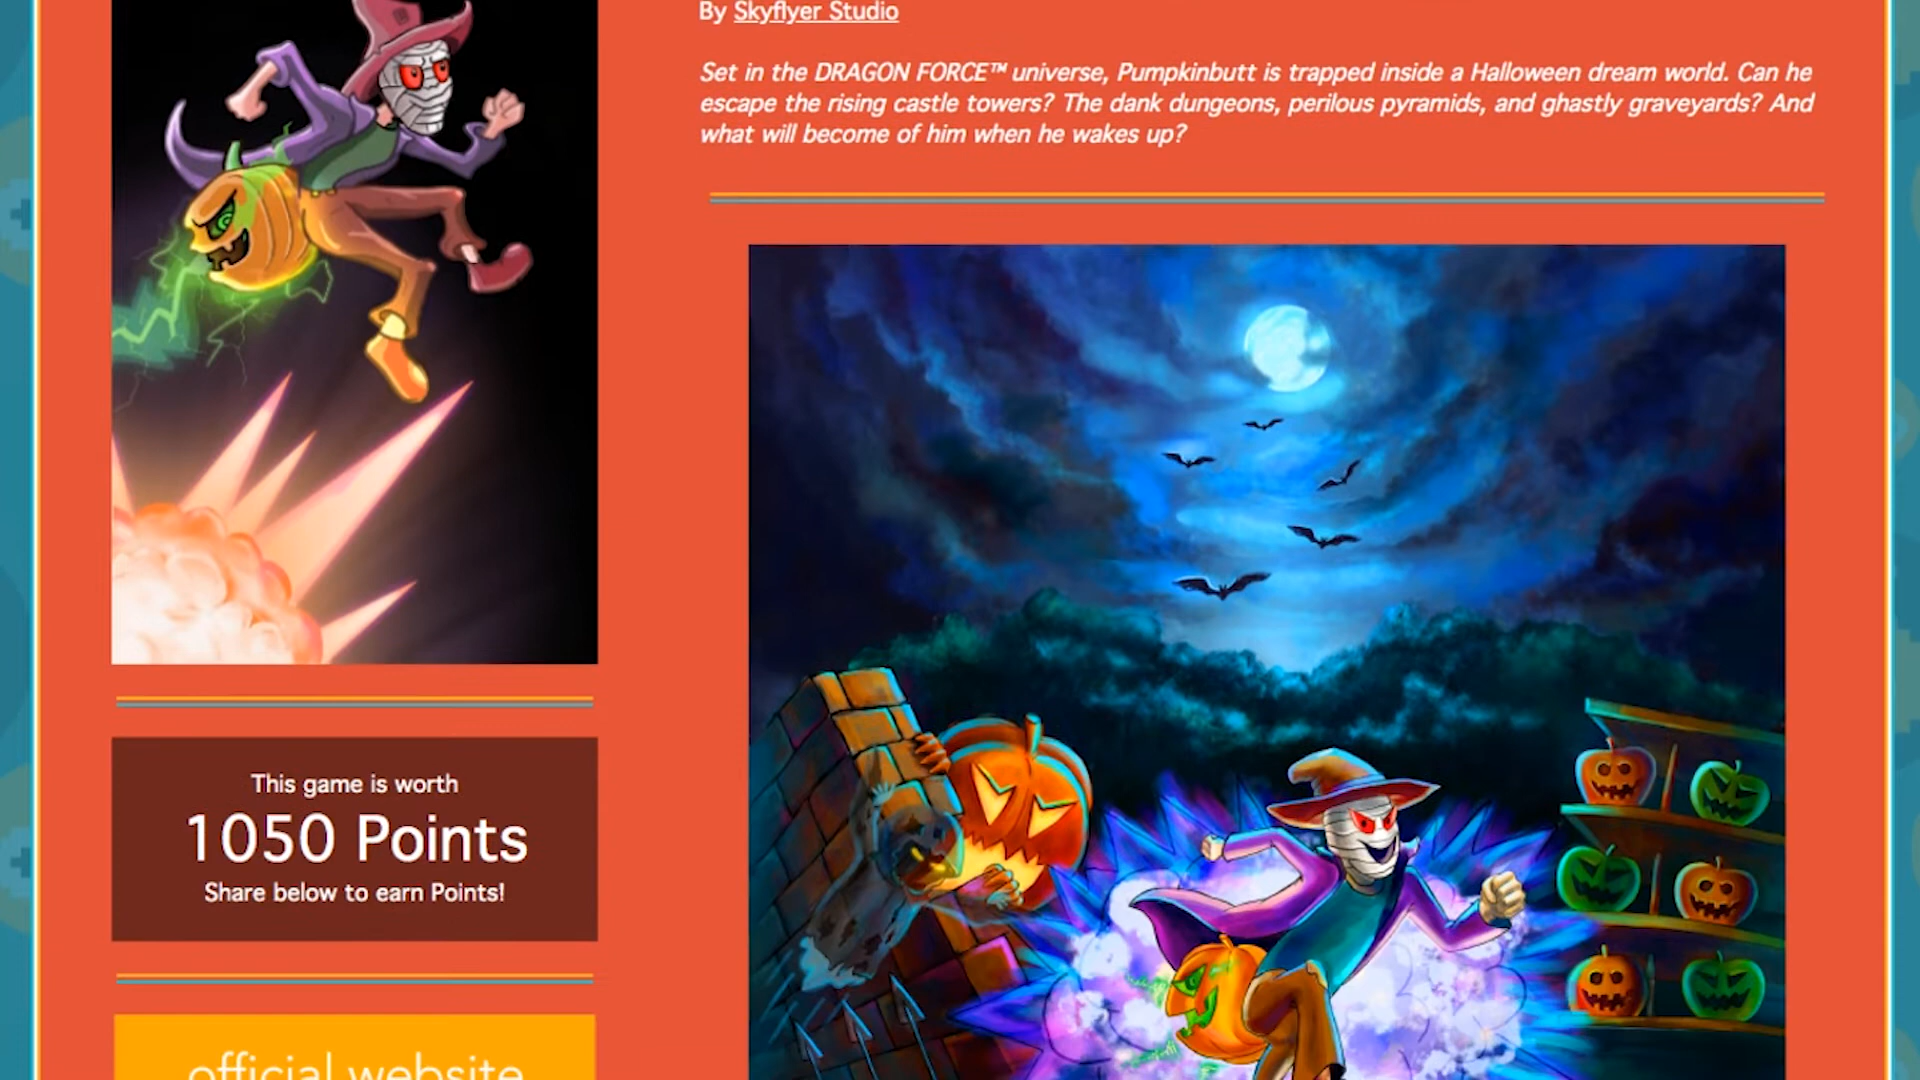 By Skyflyer Studio
Set in the DRAGON FORCE™ universe, Pumpkinbutt is trapped inside a Halloween dream world. Can he
escape the rising castle towers? The dank dungeons, perilous pyramids, and ghastly graveyards? And
what will become of him when he wakes up?
This game is worth
1050 Points
Share below to earn Points!
official website